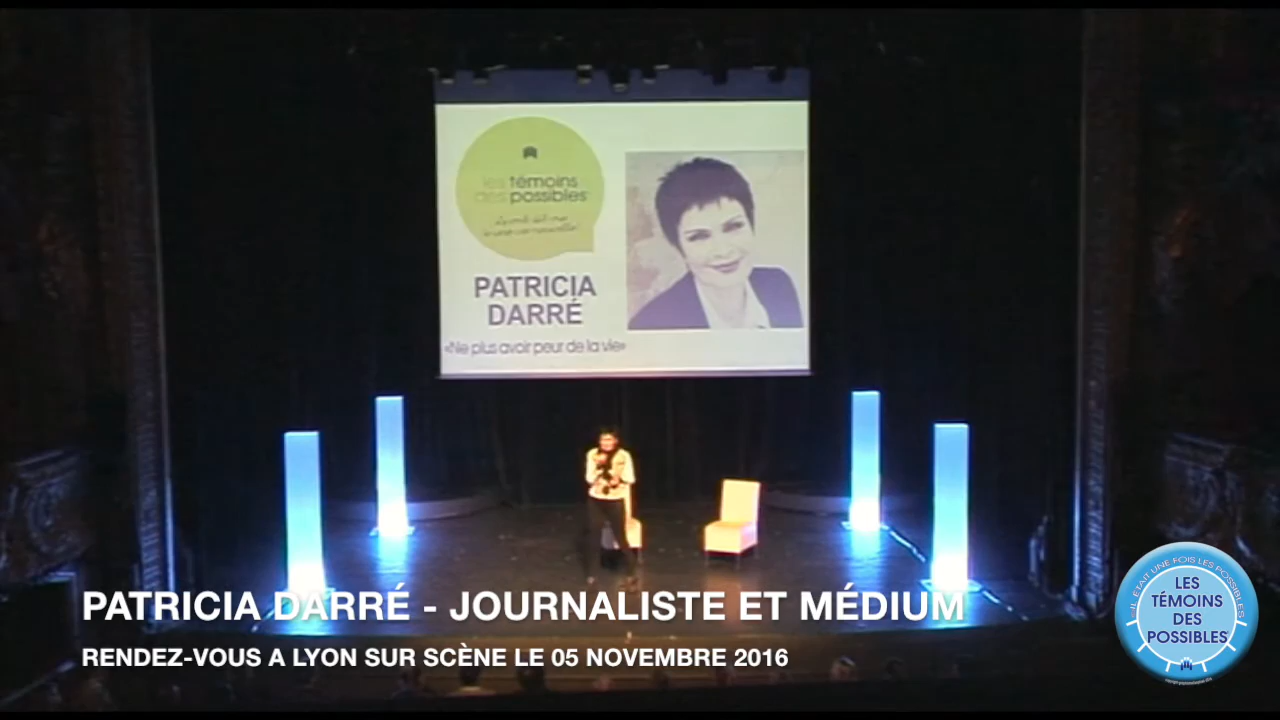 les témoins
des possibles
PATRICIA
DARRÉ
«Ne plus avoir peur de la vie»
PATRICIA DARRÉ - JOURNALISTE ET MÉDIUM
RENDEZ-VOUS A LYON SUR SCÈNE LE 05 NOVEMBRE 2016
IL ÉTAIT UNE FOIS LES POSSIBLES
LES
TÉMOINS
DES
POSSIBLES